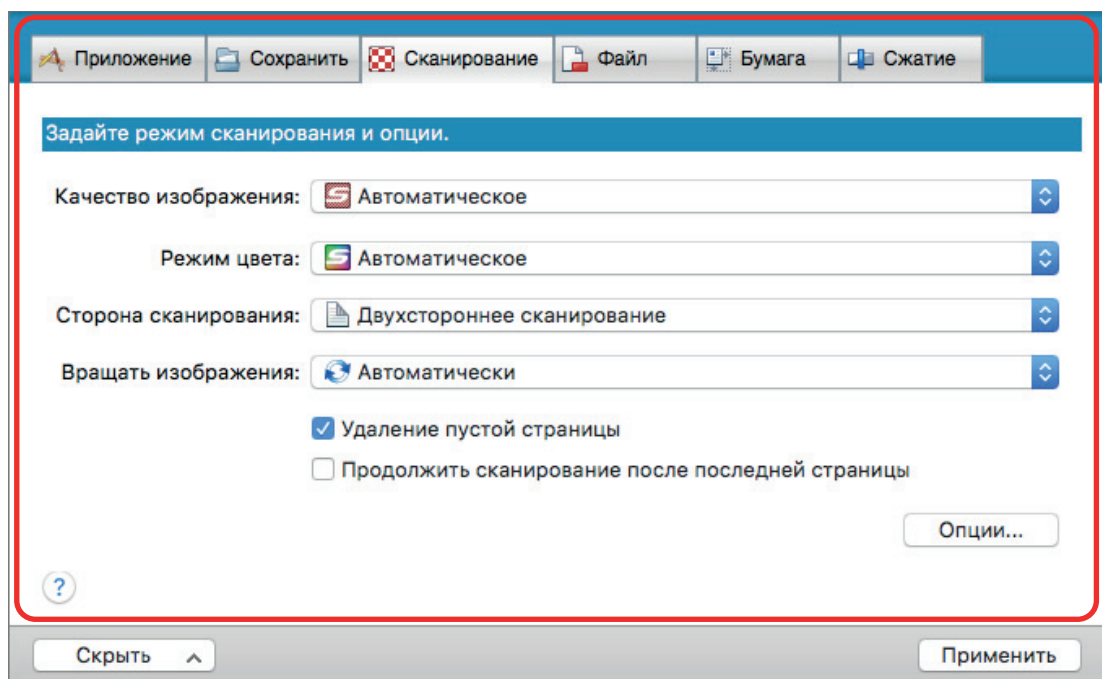 Приложение Сохранить Сканирование Файл Бумага Сжатие
Задайте режим сканирования и опции.
Качество изображения: Автоматическое
Режим цвета: Автоматическое
Сторона сканирования: Двухстороннее сканирование
Вращать изображения: Автоматически
Удаление пустой страницы
Продолжить сканирование после последней страницы
Опции...
?
Скрыть Применить